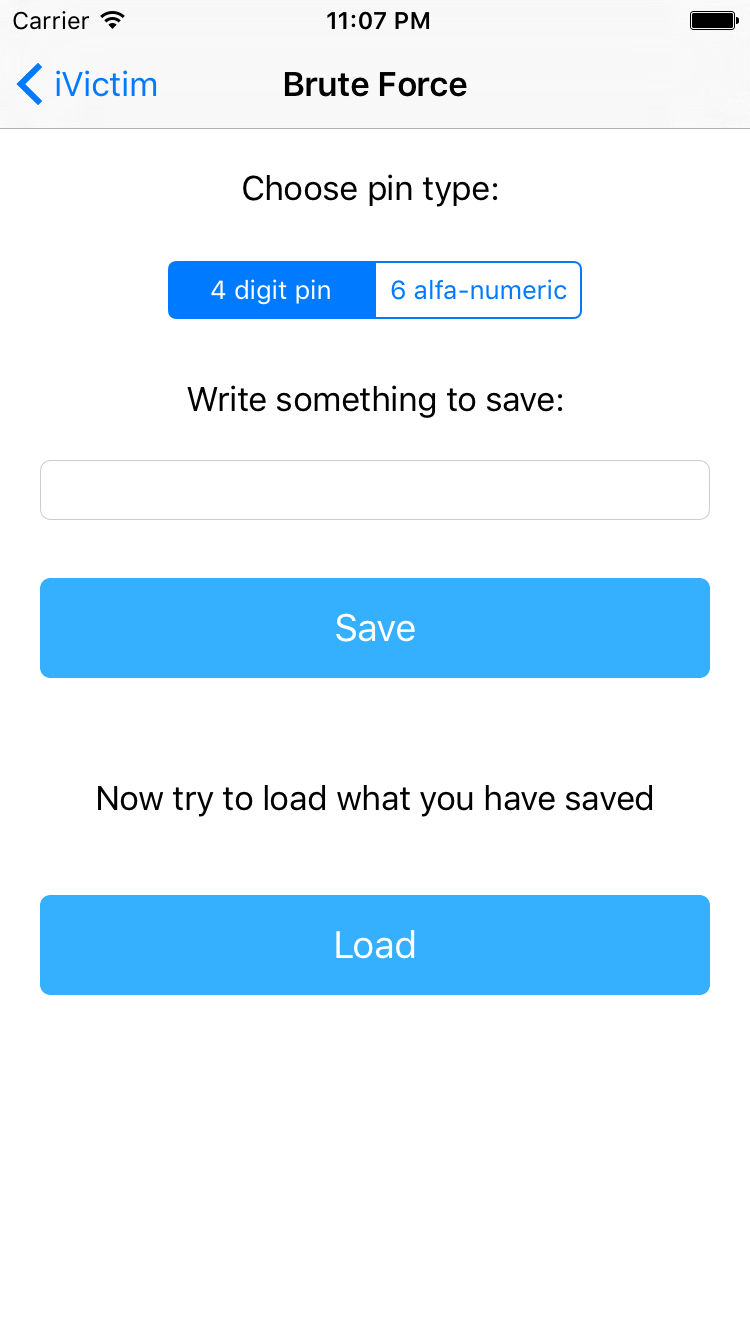 Carrier 11:07 PM
iVictim Brute Force
Choose pin type:
4 digit pin 6 alfa-numeric
Write something to save:
Save
Now try to load what you have saved
Load